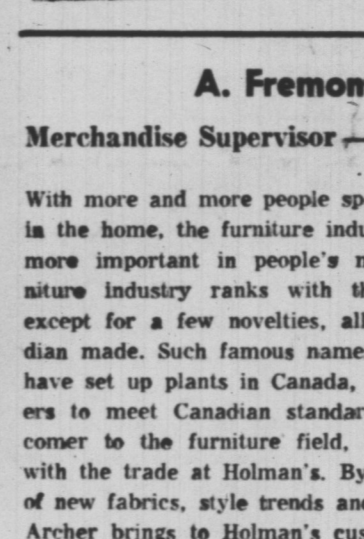 A. Fremon
Merchandise Supervisor —
With more and more people sp
in the home, the furniture indu
more important in people's
niture industry ranks with th
except for a few novelties, all
dian made. Such famous name
have set up plants in Canada,
ers to meet Canadian standar
comer to the furniture field,
with the trade at Holman's. By
of new fabrics, style trends and
Archer brings to Holman's cus